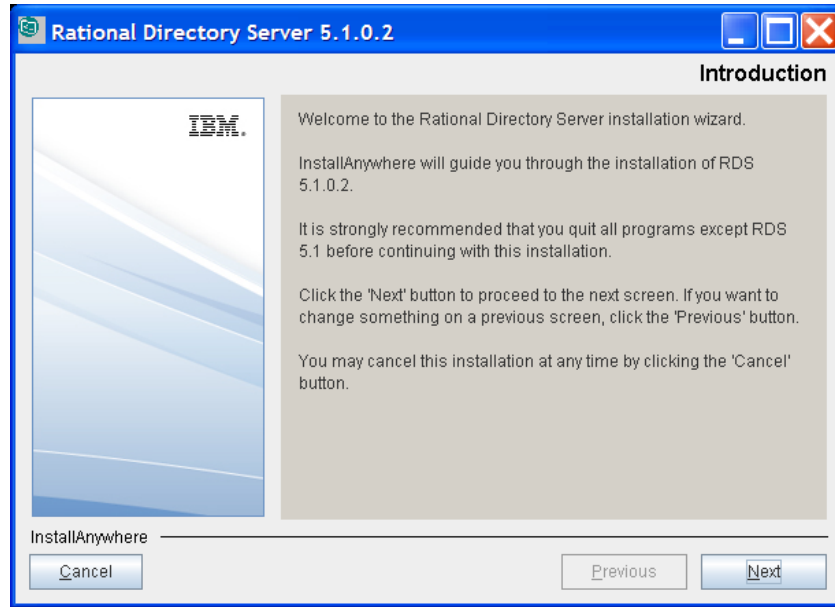 Rational Directory Server 5.1.0.2
Introduction
IBM.
Welcome to the Rational Directory Server installation wizard.
InstallAnywhere will guide you through the installation of RDS
5.1.0.2.
It is strongly recommended that you quit all programs except RDS
5.1 before continuing with this installation.
Click the 'Next' button to proceed to the next screen. If you want to
change something on a previous screen, click the 'Previous' button.
You may cancel this installation at any time by clicking the 'Cancel'
button.
InstallAnywhere
Cancel
Previous
Next